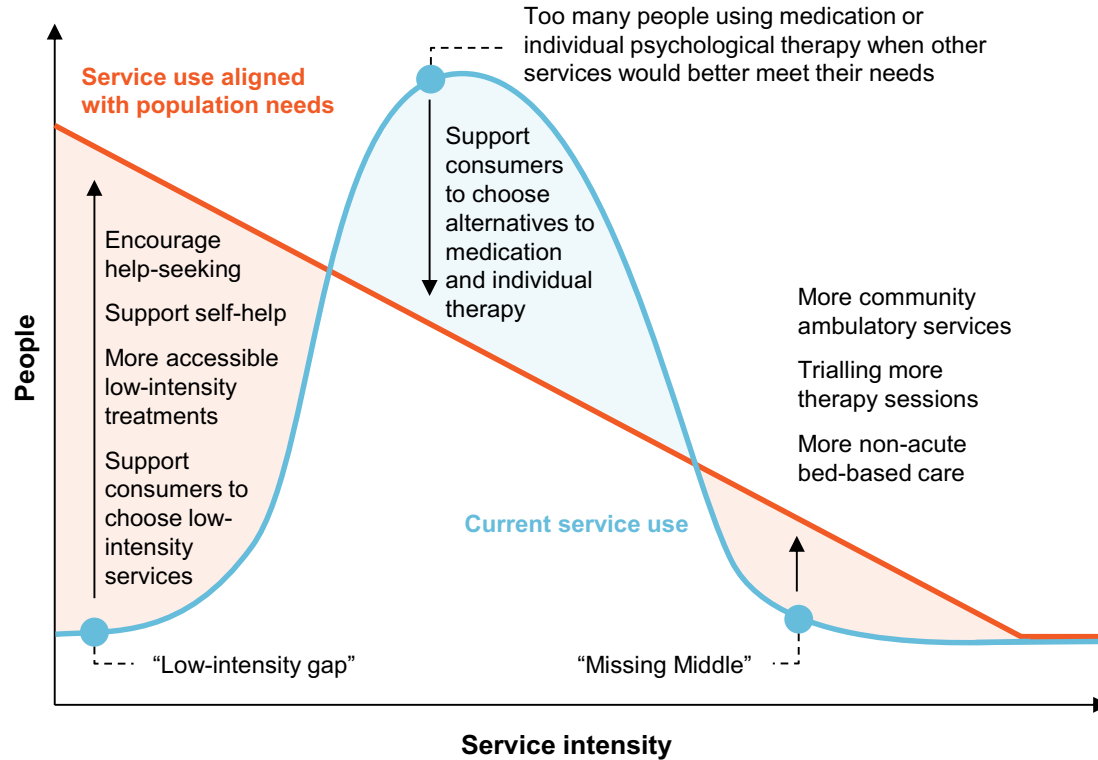 Too many people using medication or
individual psychological therapy when other
services would better meet their needs
Service use aligned
with population needs
Support
consumers
to choose
alternatives to
medication
and individual
therapy
Encourage
help-seeking
Support self-help
More accessible
low-intensity
treatments
Support
consumers to
choose low-
intensity
services
More community
ambulatory services
Trialling more
therapy sessions
More non-acute
bed-based care
People
Current service use
“Low-intensity gap”
“Missing Middle”
Service intensity